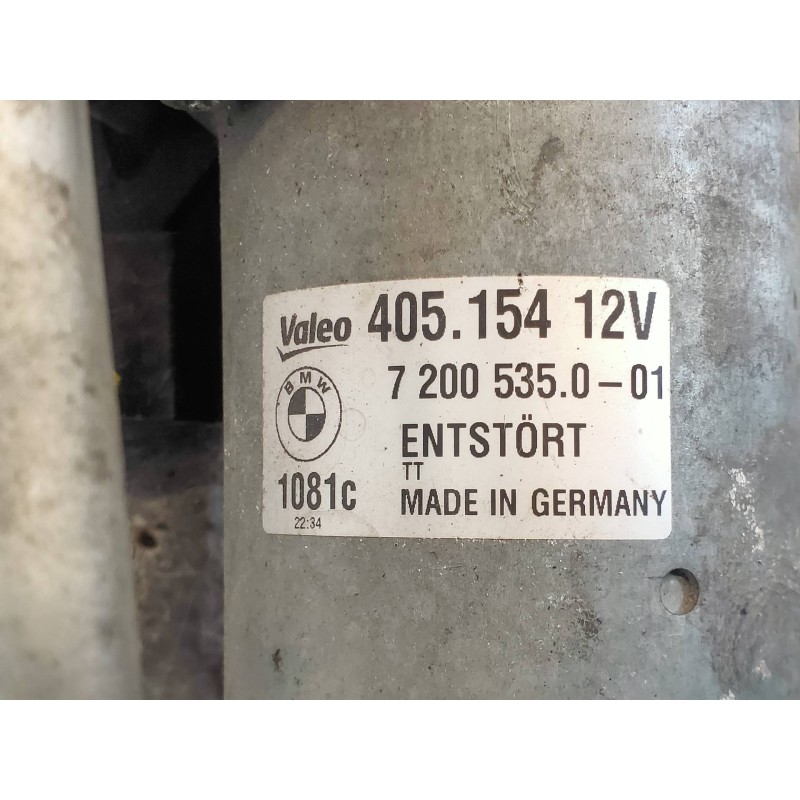 Valeo 405.154 12V
BMW 7 200 535.0-01
ENTSTÖRT
TT
1081c MADE IN GERMANY
22:34